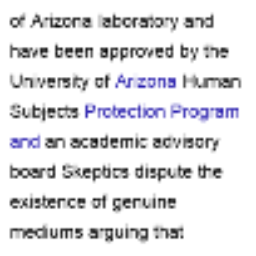 of Arizona laboratory and
have been approved by the
University of Arizona Human
Subjects Protection Program
and an academic advisory
board Skeptics dispute the
existence of genuine
mediums arguing that